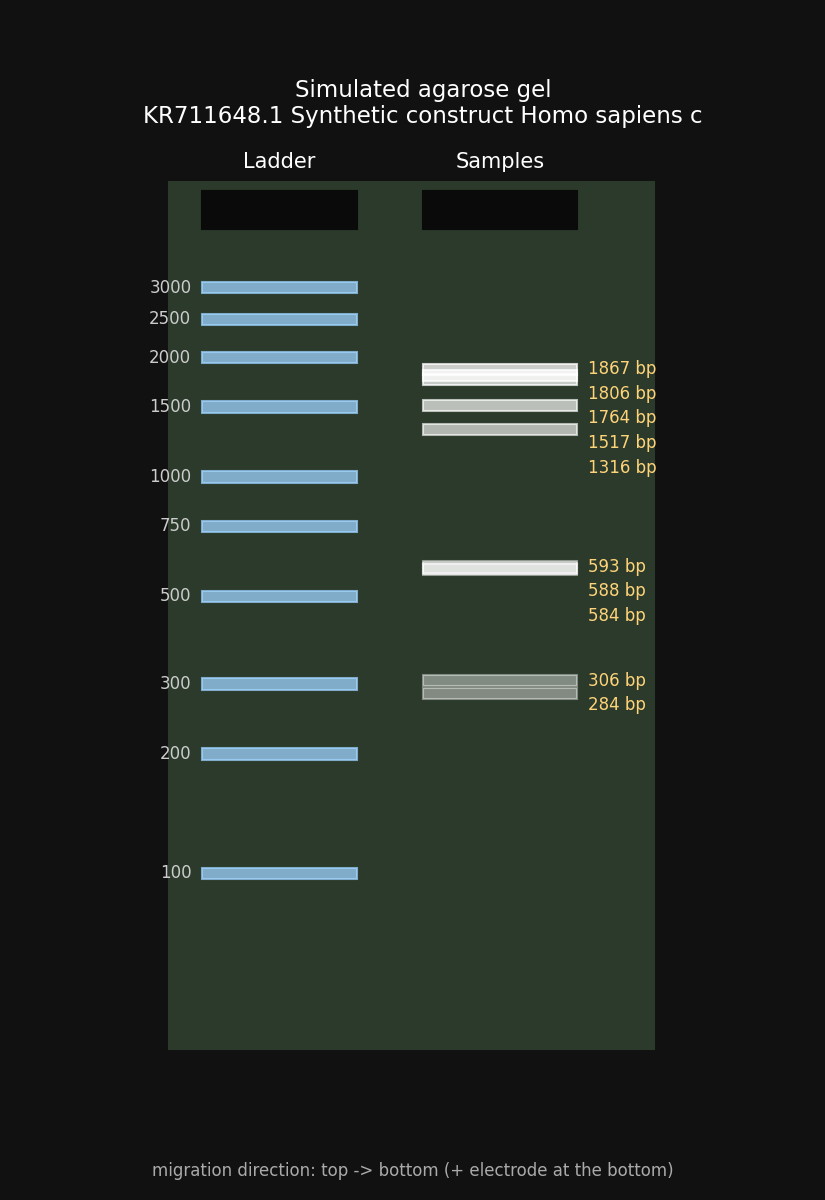 Simulated agarose gel
KR711648.1 Synthetic construct Homo sapiens c
Ladder
Samples
3000
2500
2000
1500
1000
750
500
300
200
100
1867 bp
1806 bp
1764 bp
1517 bp
1316 bp
593 bp
588 bp
584 bp
306 bp
284 bp
migration direction: top -> bottom (+ electrode at the bottom)